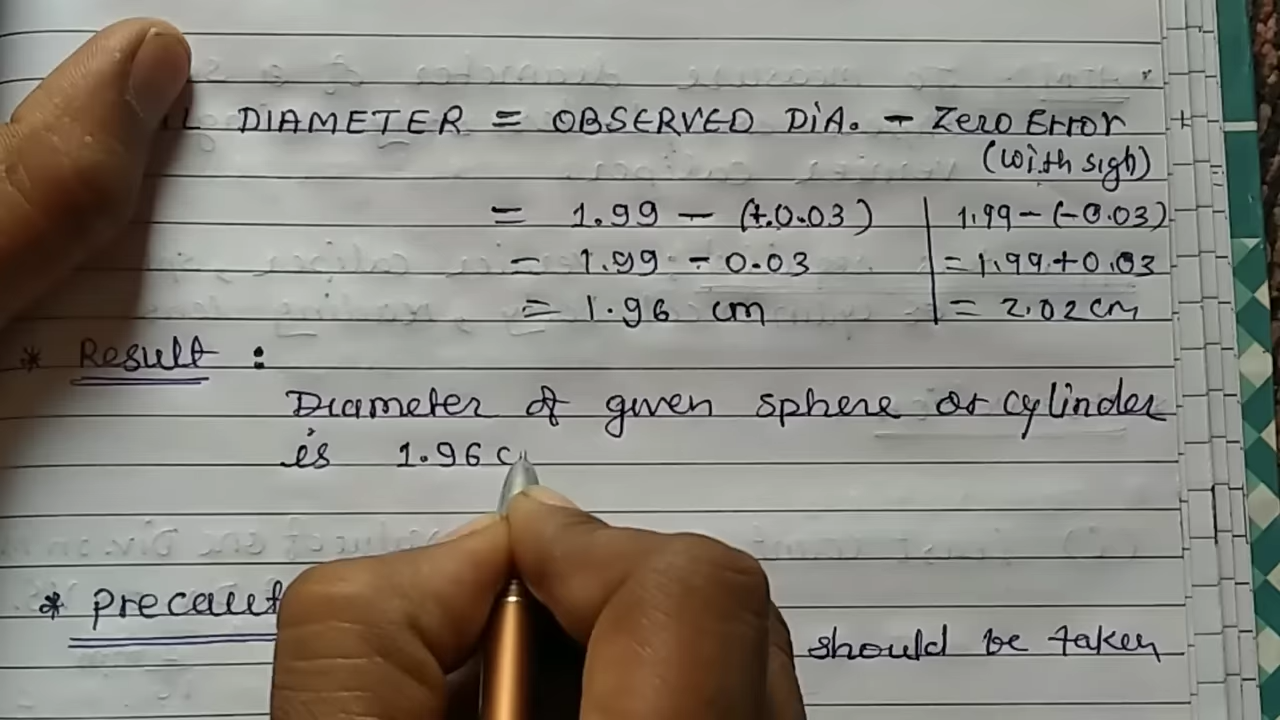 DIAMETER = OBSERVED DIA. - Zero Error
(with sign)
= 1.99 - (+0.03) | 1.99-(-0.03)
= 1.99 - 0.03 | =1.99+0.03
= 1.96 cm | = 2.02cm
* Result :
Diameter of given sphere or cylinder
is 1.96 c
* Precaut
should be taken